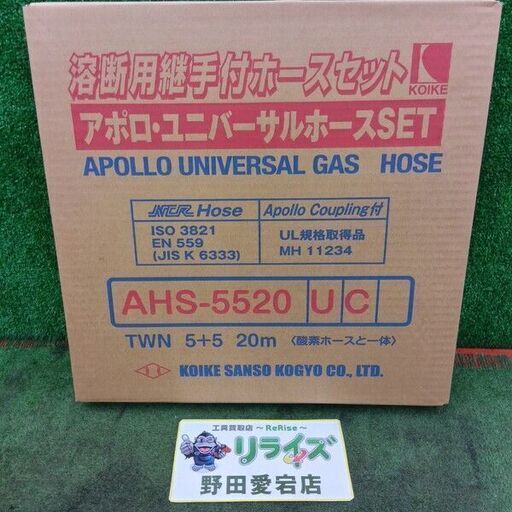 溶断用継手付ホースセット
KOIKE
アポロ・ユニバーサルホースSET
APOLLO UNIVERSAL GAS HOSE
NCR Hose
Apollo Coupling付
ISO 3821
EN 559
(JIS K 6333)
UL規格取得品
MH 11234
AHS-5520 U C
TWN 5+5 20m 〈酸素ホースと一体〉
KOIKE SANSO KOGYO CO., LTD.
工具買取店 ～ReRise～
リライズ
野田愛宕店